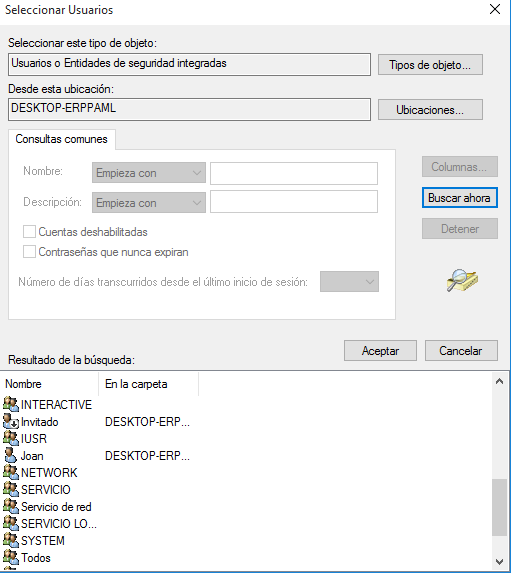 Seleccionar Usuarios
Seleccionar este tipo de objeto:
Usuarios o Entidades de seguridad integradas
Tipos de objeto...
Desde esta ubicación:
DESKTOP-ERPPAML
Ubicaciones...
Consultas comunes
Nombre:
Empieza con
Columnas...
Descripción:
Empieza con
Buscar ahora
Cuentas deshabilitadas
Detener
Contraseñas que nunca expiran
Número de días transcurridos desde el último inicio de sesión:
Aceptar
Cancelar
Resultado de la búsqueda:
Nombre En la carpeta
INTERACTIVE
Invitado DESKTOP-ERP...
IUSR
Joan DESKTOP-ERP...
NETWORK
SERVICIO
Servicio de red
SERVICIO LO...
SYSTEM
Todos